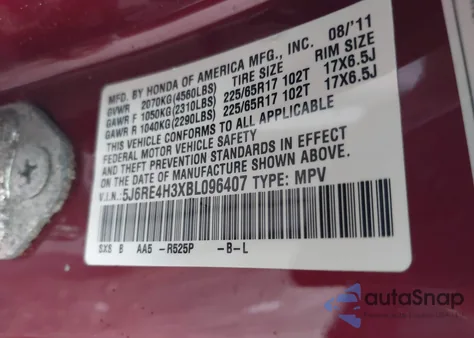 MFD. BY HONDA OF AMERICA MFG., INC. 08/'11
GVWR 2070KG(4560LBS) TIRE SIZE RIM SIZE
GAWR F 1050KG(2310LBS) 225/65R17 102T 17X6.5J
GAWR R 1040KG(2290LBS) 225/65R17 102T 17X6.5J
THIS VEHICLE CONFORMS TO ALL APPLICABLE
FEDERAL MOTOR VEHICLE SAFETY
AND THEFT PREVENTION STANDARDS IN EFFECT
ON THE DATE OF MANUFACTURE SHOWN ABOVE.
V.I.N.: 5J6RE4H3XBL096407 TYPE: MPV
SXS B AA5 -R525P -B-L
autoSnap